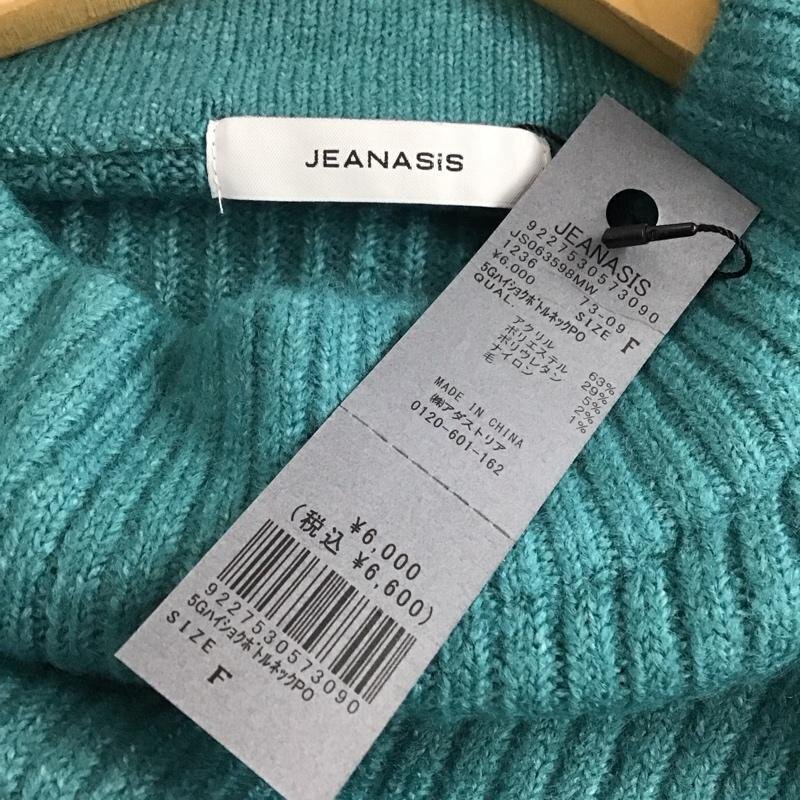 JEANASiS
JEANASIS
9227530573090
JS063598MW 73-09
1236 SIZE F
¥6,000
5GハイショクボトルネックPO
QUAL
アクリル 63%
ポリエステル 29%
ポリウレタン 5%
ナイロン 2%
毛 1%
MADE IN CHINA
㈱アダストリア
0120-601-162
¥6,000
(税込 ¥6,600)
9227530573090
5GハイショクボトルネックPO
SIZE F